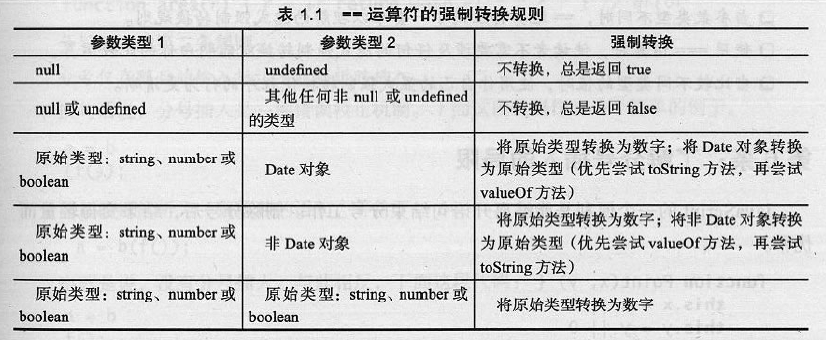 表 1.1 == 运算符的强制转换规则
参数类型 1 参数类型 2 强制转换
null undefined 不转换，总是返回 true
null 或 undefined 其他任何非 null 或 undefined 的类型 不转换，总是返回 false
原始类型：string、number 或 boolean Date 对象 将原始类型转换为数字；将 Date 对象转换为原始类型（优先尝试 toString 方法，再尝试 valueOf 方法）
原始类型：string、number 或 boolean 非 Date 对象 将原始类型转换为数字；将非 Date 对象转换为原始类型（优先尝试 valueOf 方法，再尝试 toString 方法）
原始类型：string、number 或 boolean 原始类型：string、number 或 boolean 将原始类型转换为数字